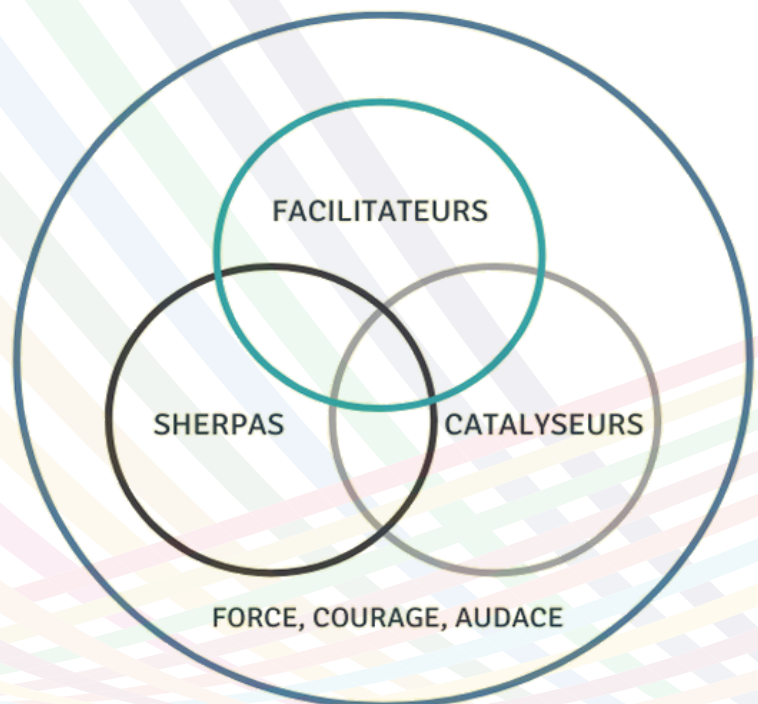 FACILITATEURS
SHERPAS
CATALYSEURS
FORCE, COURAGE, AUDACE